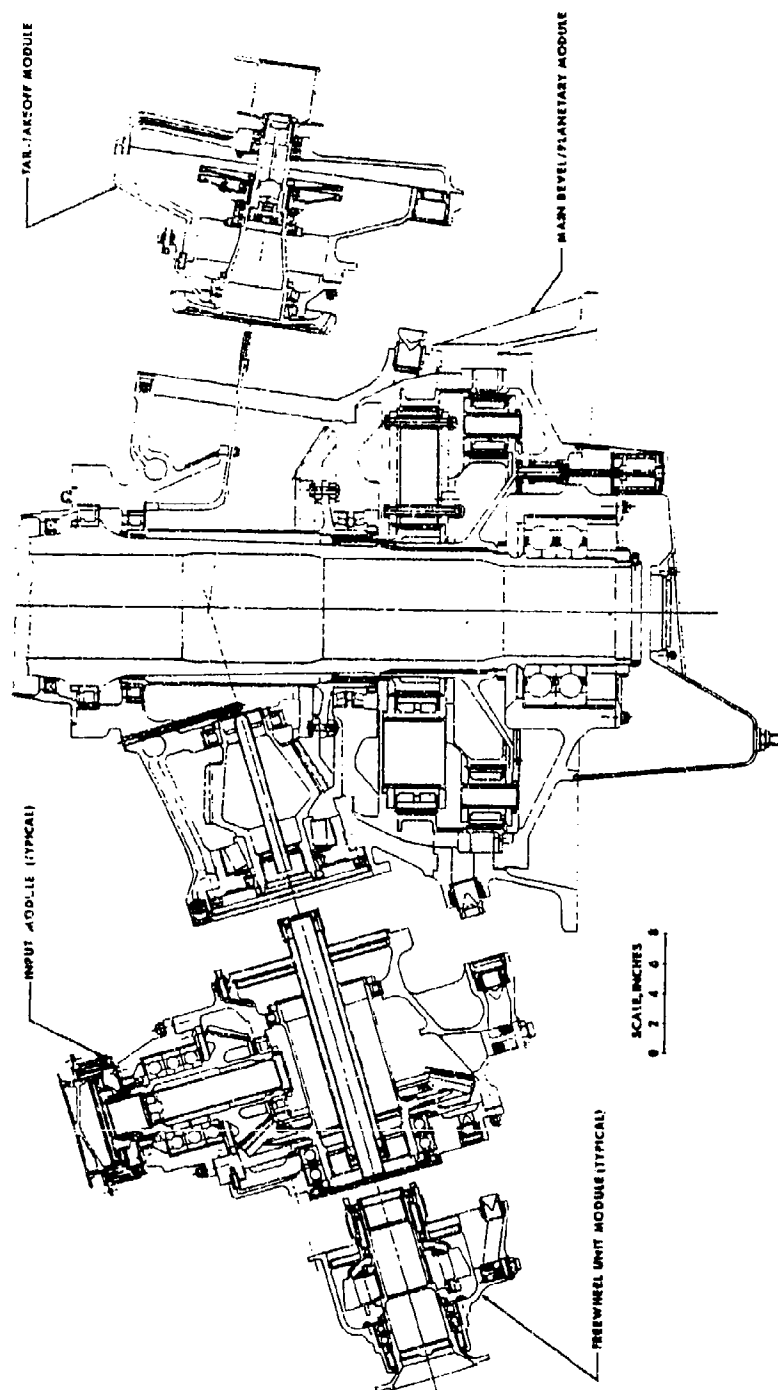 TAIL-TAKEOFF MODULE
MAIN BEVEL/PLANETARY MODULE
INPUT MODULE (TYPICAL)
FREEWHEEL UNIT MODULE (TYPICAL)
SCALE, INCHES
0 2 4 6 8